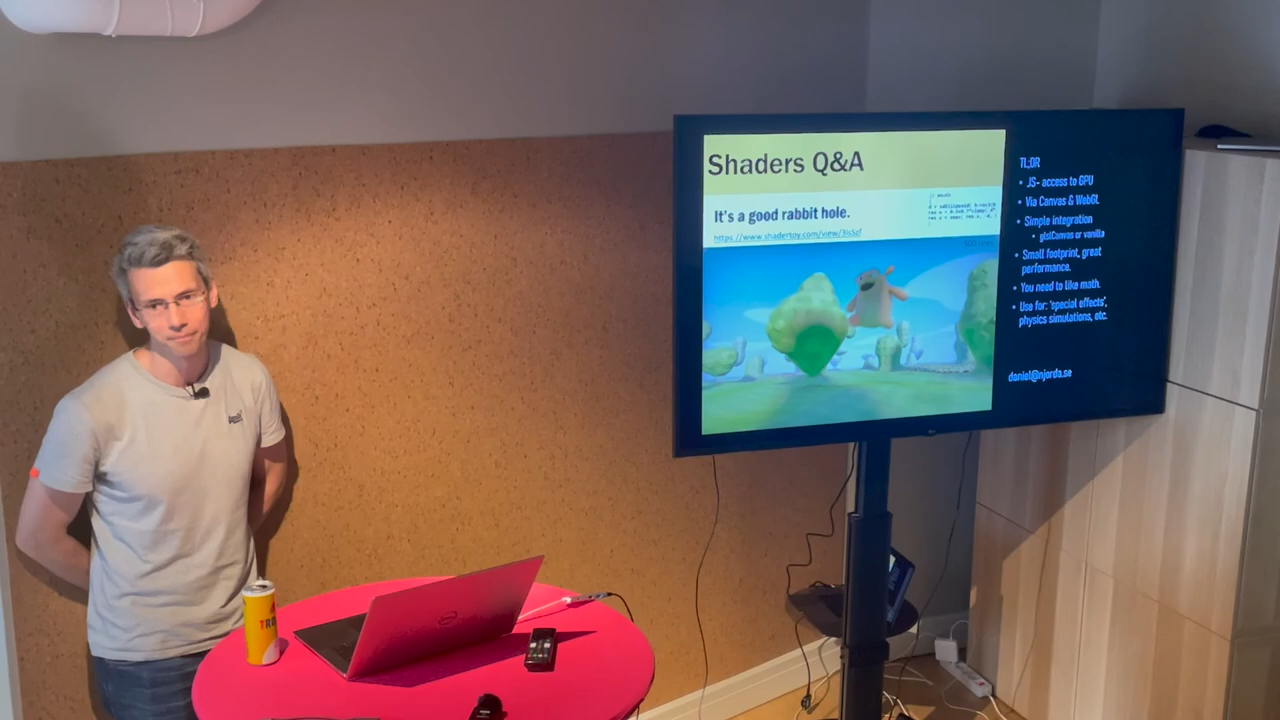 Shaders Q&A
It's a good rabbit hole.
https://www.shadertoy.com/view/3lsSzf
// mouth
TL;DR
• JS- access to GPU
• Via Canvas & WebGL
• Simple integration
• glslCanvas or vanilla
• Small footprint, great
performance.
• You need to like math.
• Use for: 'special effects',
physics simulations, etc.
daniel@njorda.se
DELL